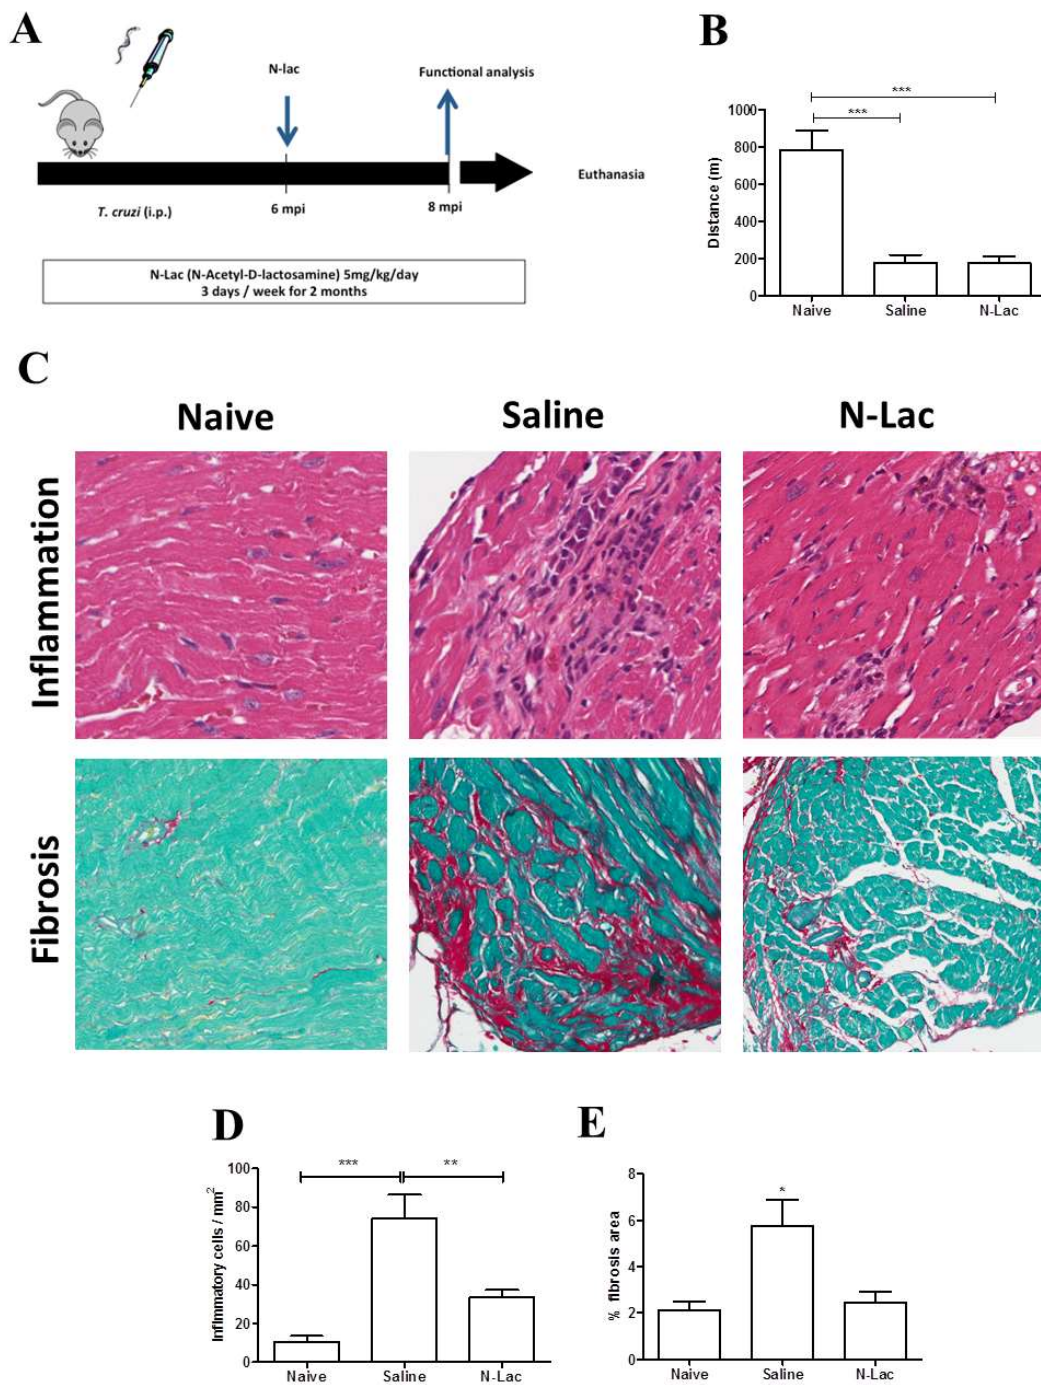 A
N-lac
Functional analysis
T. cruzi (i.p.)
6 mpi
8 mpi
Euthanasia
N-Lac (N-Acetyl-D-lactosamine) 5mg/kg/day
3 days / week for 2 months
B
***
***
Distance (m)
1000
800
600
400
200
0
Naive
Saline
N-Lac
C
Naive
Saline
N-Lac
Inflammation
Fibrosis
D
***
**
Inflmmatory cells / mm²
100
80
60
40
20
0
Naive
Saline
N-Lac
E
*
% fibrosis area
8
6
4
2
0
Naive
Saline
N-Lac